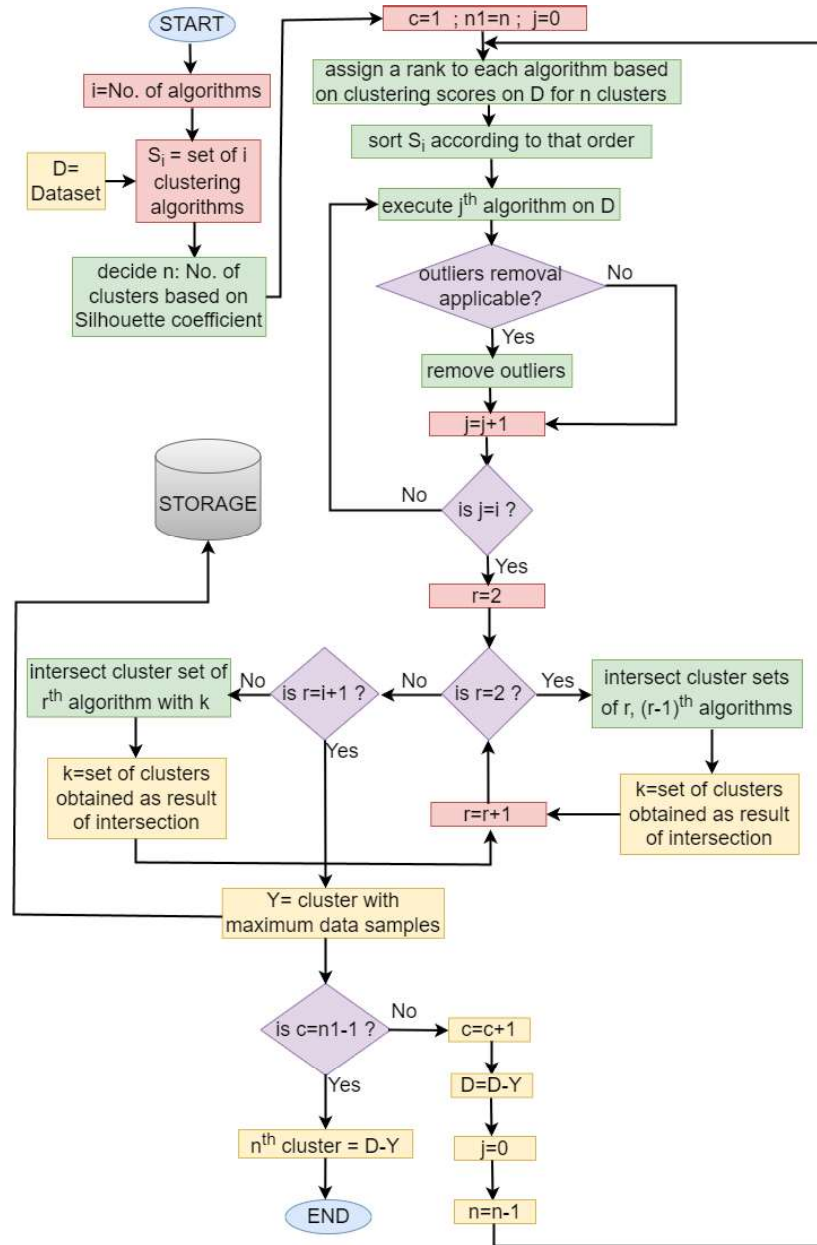 START
i=No. of algorithms
D=
Dataset
Sᵢ = set of i
clustering
algorithms
decide n: No. of
clusters based on
Silhouette coefficient
c=1 ; n1=n ; j=0
assign a rank to each algorithm based
on clustering scores on D for n clusters
sort Sᵢ according to that order
execute jᵗʰ algorithm on D
outliers removal
applicable?
No
Yes
remove outliers
j=j+1
is j=i ?
No
Yes
STORAGE
r=2
is r=2 ?
No
Yes
intersect cluster sets
of r, (r-1)ᵗʰ algorithms
k=set of clusters
obtained as result
of intersection
r=r+1
is r=i+1 ?
No
Yes
intersect cluster set of
rᵗʰ algorithm with k
k=set of clusters
obtained as result
of intersection
Y= cluster with
maximum data samples
is c=n1-1 ?
No
Yes
c=c+1
D=D-Y
j=0
n=n-1
nᵗʰ cluster = D-Y
END